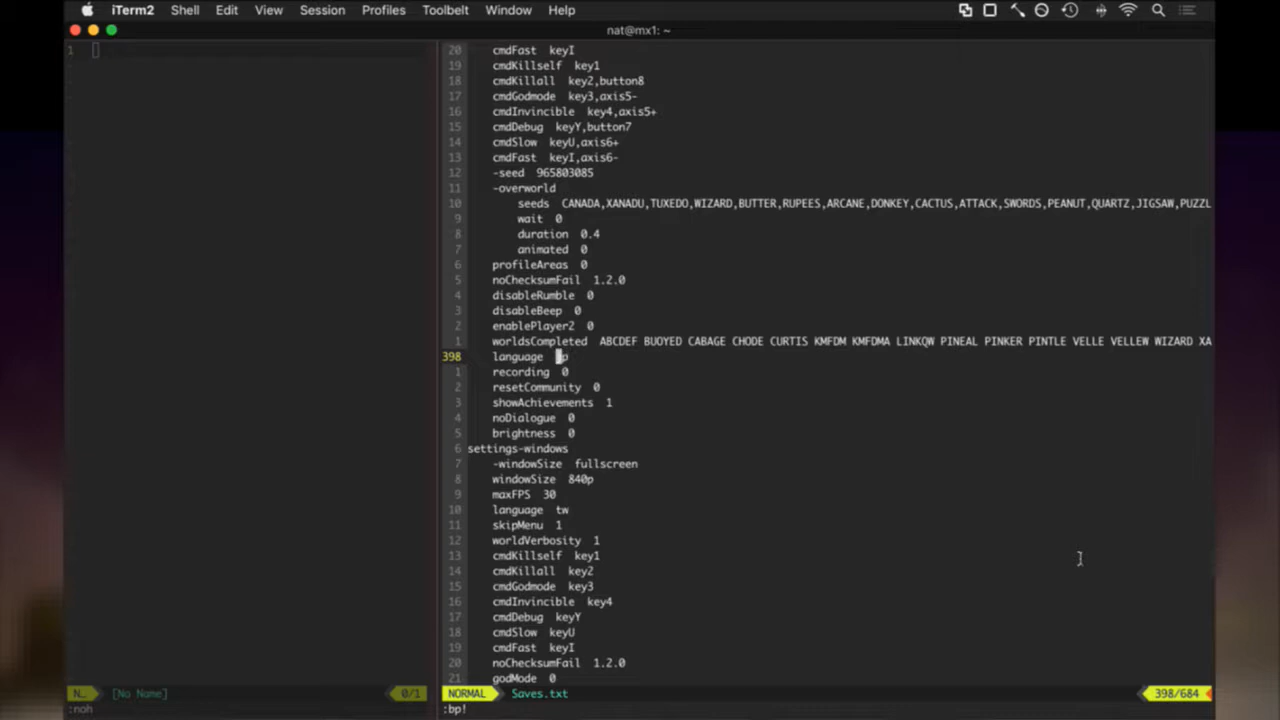 iTerm2 Shell Edit View Session Profiles Toolbelt Window Help
nat@mx1: ~
1
20 cmdFast keyI
19 cmdKillself key1
18 cmdKillall key2,button8
17 cmdGodmode key3,axis5-
16 cmdInvincible key4,axis5+
15 cmdDebug keyY,button7
14 cmdSlow keyU,axis6+
13 cmdFast keyI,axis6-
12 -seed 965803085
11 -overworld
10 seeds CANADA,XANADU,TUXEDO,WIZARD,BUTTER,RUPEES,ARCANE,DONKEY,CACTUS,ATTACK,SWORDS,PEANUT,QUARTZ,JIGSAW,PUZZL
9 wait 0
8 duration 0.4
7 animated 0
6 profileAreas 0
5 noChecksumFail 1.2.0
4 disableRumble 0
3 disableBeep 0
2 enablePlayer2 0
1 worldsCompleted ABCDEF BUOYED CABAGE CHODE CURTIS KMFDM KMFDMA LINKQW PINEAL PINKER PINTLE VELLE VELLEW WIZARD XA
398 language
1 recording 0
2 resetCommunity 0
3 showAchievements 1
4 noDialogue 0
5 brightness 0
6 settings-windows
7 -windowSize fullscreen
8 windowSize 840p
9 maxFPS 30
10 language tw
11 skipMenu 1
12 worldVerbosity 1
13 cmdKillself key1
14 cmdKillall key2
15 cmdGodmode key3
16 cmdInvincible key4
17 cmdDebug keyY
18 cmdSlow keyU
19 cmdFast keyI
20 noChecksumFail 1.2.0
21 godMode 0
N… [No Name] 0/1
NORMAL Saves.txt 398/684
:noh
:bp!